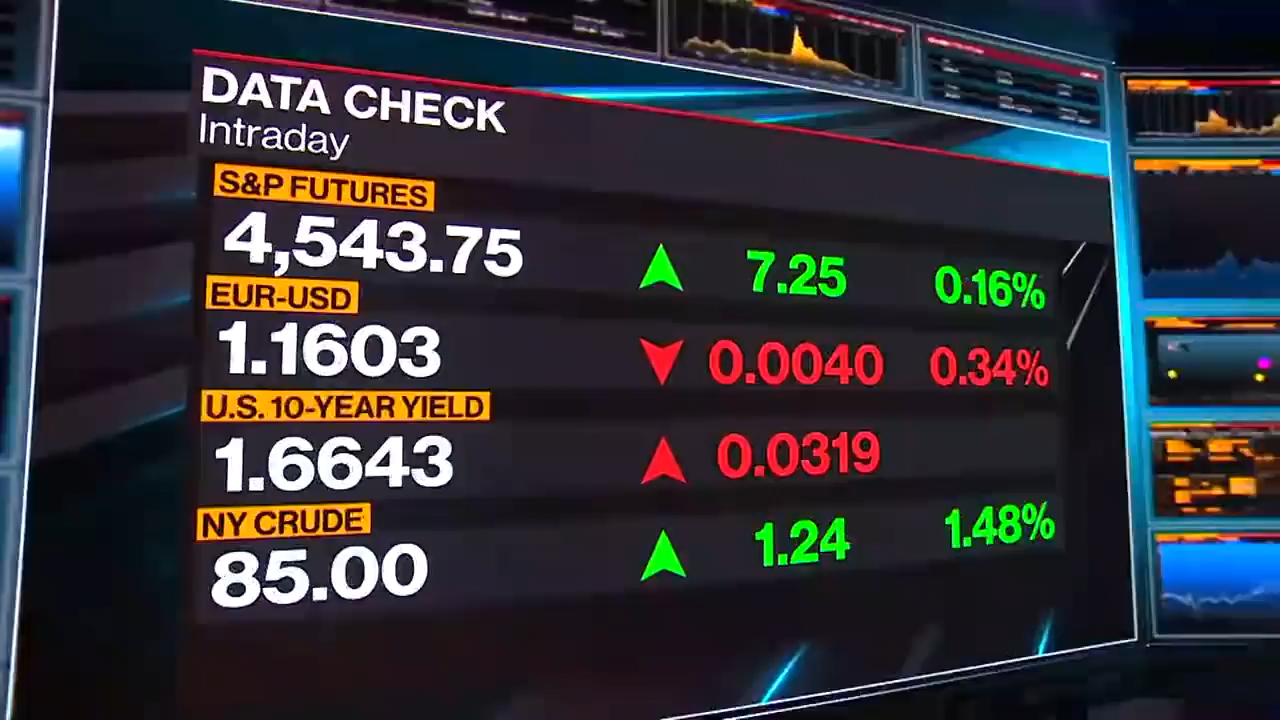 DATA CHECK
Intraday
S&P FUTURES
4,543.75 ▲ 7.25 0.16%
EUR-USD
1.1603 ▼ 0.0040 0.34%
U.S. 10-YEAR YIELD
1.6643 ▲ 0.0319
NY CRUDE
85.00 ▲ 1.24 1.48%